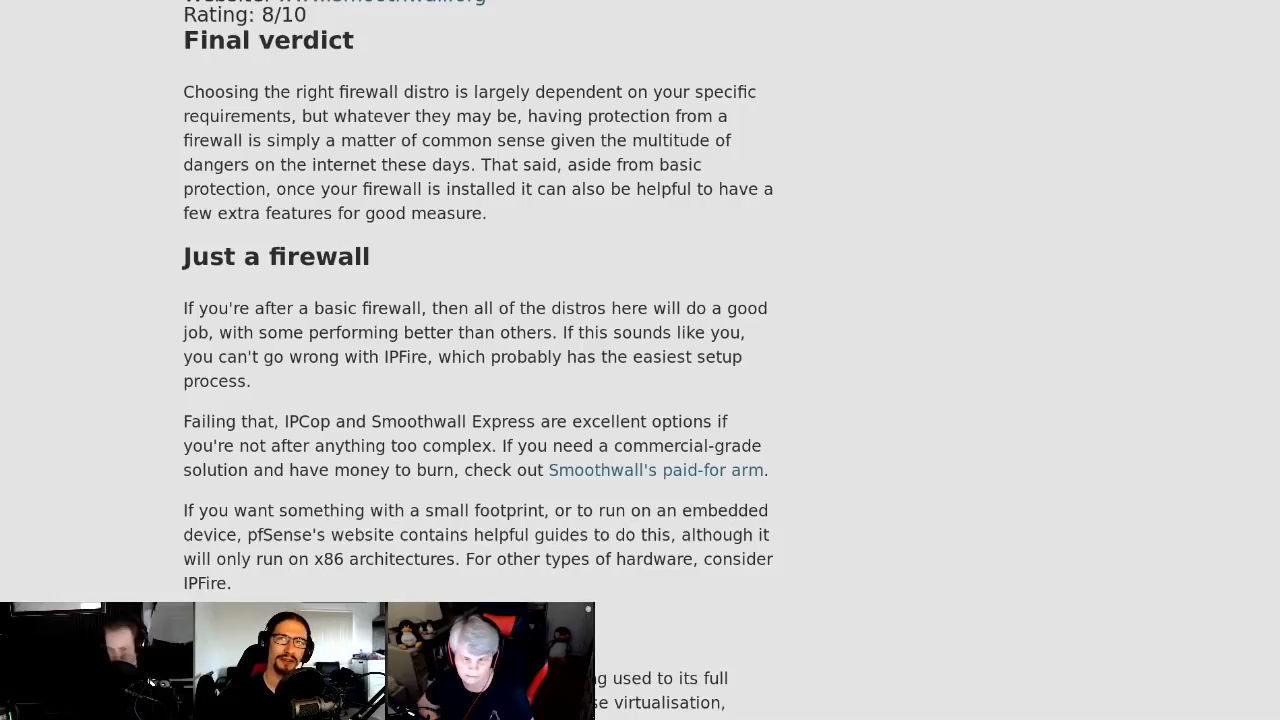 Rating: 8/10
Final verdict
Choosing the right firewall distro is largely dependent on your specific
requirements, but whatever they may be, having protection from a
firewall is simply a matter of common sense given the multitude of
dangers on the internet these days. That said, aside from basic
protection, once your firewall is installed it can also be helpful to have a
few extra features for good measure.
Just a firewall
If you're after a basic firewall, then all of the distros here will do a good
job, with some performing better than others. If this sounds like you,
you can't go wrong with IPFire, which probably has the easiest setup
process.
Failing that, IPCop and Smoothwall Express are excellent options if
you're not after anything too complex. If you need a commercial-grade
solution and have money to burn, check out Smoothwall's paid-for arm.
If you want something with a small footprint, or to run on an embedded
device, pfSense's website contains helpful guides to do this, although it
will only run on x86 architectures. For other types of hardware, consider
IPFire.
used to its full
virtualisation,